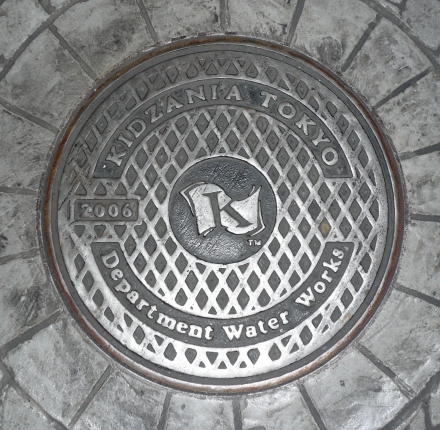 KIDZANIA TOKYO
2006
K
TM
Department Water Works